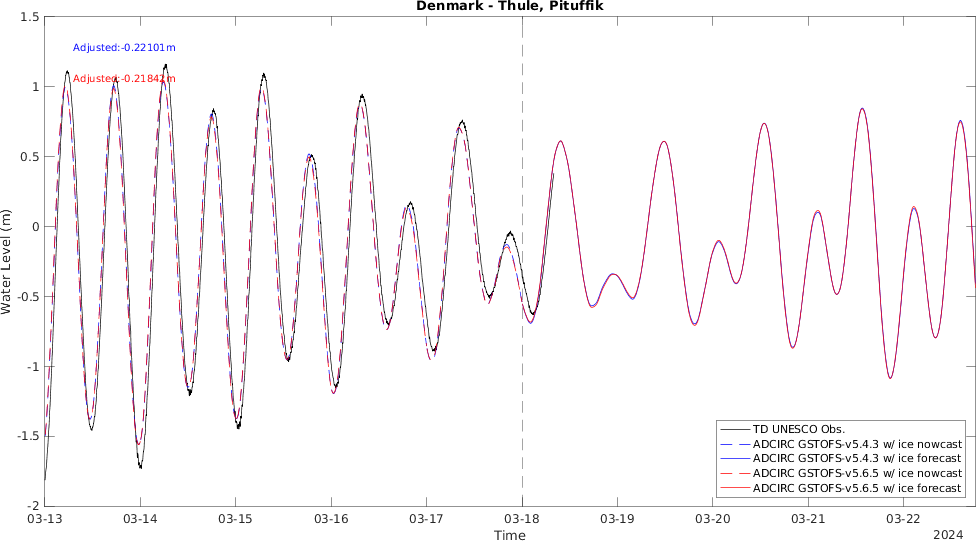 Denmark - Thule, Pituffik
1.5
Adjusted:-0.22101m
Adjusted:-0.21842m
1
0.5
0
-0.5
-1
-1.5
-2
Water Level (m)
TD UNESCO Obs.
ADCIRC GSTOFS-v5.4.3 w/ ice nowcast
ADCIRC GSTOFS-v5.4.3 w/ ice forecast
ADCIRC GSTOFS-v5.6.5 w/ ice nowcast
ADCIRC GSTOFS-v5.6.5 w/ ice forecast
03-13 03-14 03-15 03-16 03-17 03-18 03-19 03-20 03-21 03-22
Time
2024